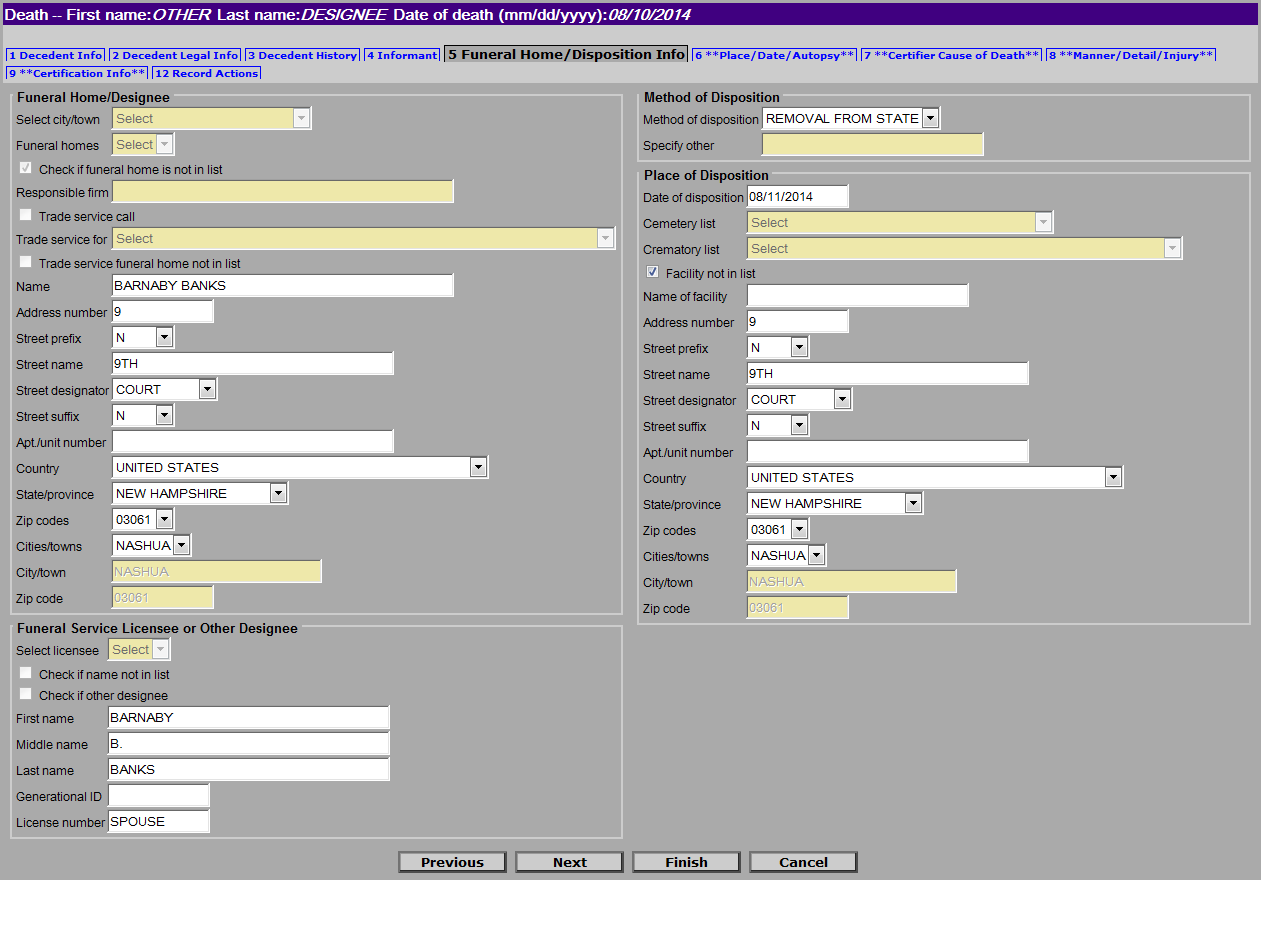 Death -- First name:OTHER Last name:DESIGNEE Date of death (mm/dd/yyyy):08/10/2014
1 Decedent Info 2 Decedent Legal Info 3 Decedent History 4 Informant 5 Funeral Home/Disposition Info 6 **Place/Date/Autopsy** 7 **Certifier Cause of Death** 8 **Manner/Detail/Injury**
9 **Certification Info** 12 Record Actions
Funeral Home/Designee
Select city/town Select
Funeral homes Select
Check if funeral home is not in list
Responsible firm
Trade service call
Trade service for Select
Trade service funeral home not in list
Name BARNABY BANKS
Address number 9
Street prefix N
Street name 9TH
Street designator COURT
Street suffix N
Apt./unit number
Country UNITED STATES
State/province NEW HAMPSHIRE
Zip codes 03061
Cities/towns NASHUA
City/town NASHUA
Zip code 03061
Funeral Service Licensee or Other Designee
Select licensee Select
Check if name not in list
Check if other designee
First name BARNABY
Middle name B.
Last name BANKS
Generational ID
License number SPOUSE
Method of Disposition
Method of disposition REMOVAL FROM STATE
Specify other
Place of Disposition
Date of disposition 08/11/2014
Cemetery list Select
Crematory list Select
Facility not in list
Name of facility
Address number 9
Street prefix N
Street name 9TH
Street designator COURT
Street suffix N
Apt./unit number
Country UNITED STATES
State/province NEW HAMPSHIRE
Zip codes 03061
Cities/towns NASHUA
City/town NASHUA
Zip code 03061
Previous Next Finish Cancel